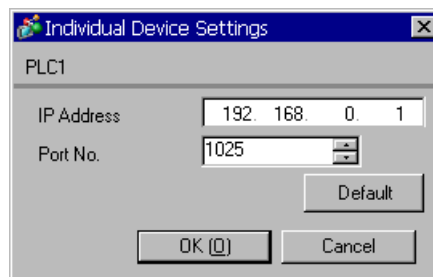 Individual Device Settings
PLC1
IP Address 192. 168. 0. 1
Port No. 1025
Default
OK (O) Cancel